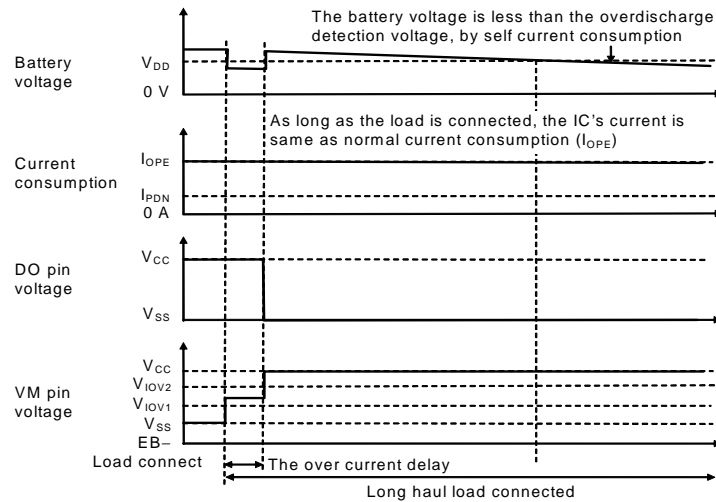 The battery voltage is less than the overdischarge
detection voltage, by self current consumption
Battery
voltage
VDD
0 V
As long as the load is connected, the IC's current is
same as normal current consumption (IOPE)
Current
consumption
IOPE
IPDN
0 A
DO pin
voltage
VCC
VSS
VM pin
voltage
VCC
VIOV2
VIOV1
VSS
EB−
Load connect
The over current delay
Long haul load connected